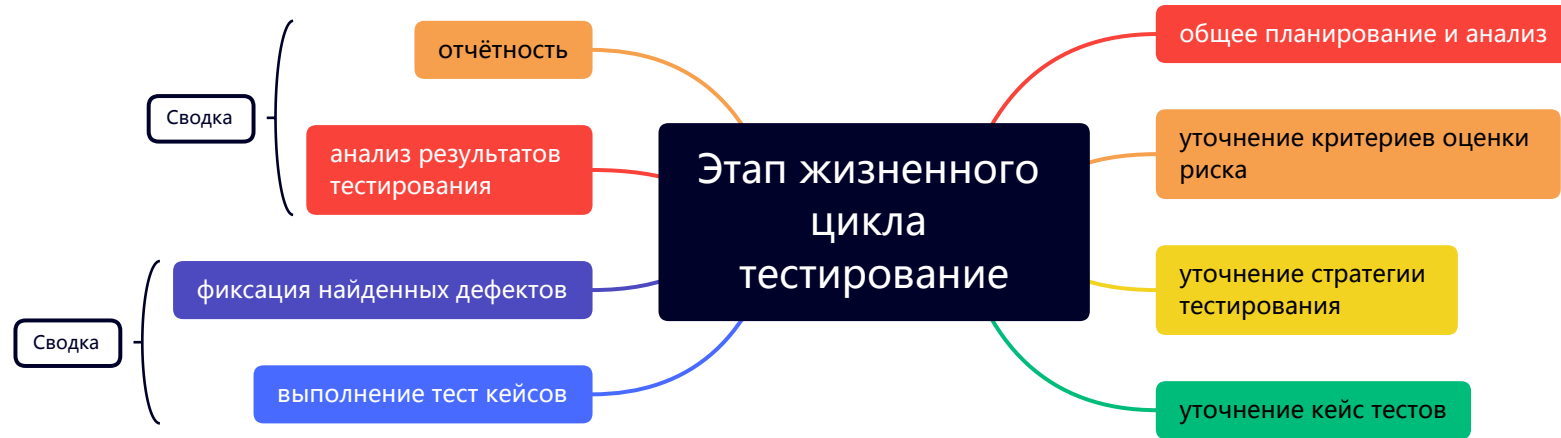 отчётность
общее планирование и анализ
Сводка
анализ результатов
тестирования
Этап жизненного
цикла
тестирование
уточнение критериев оценки
риска
фиксация найденных дефектов
уточнение стратегии
тестирования
Сводка
выполнение тест кейсов
уточнение кейс тестов